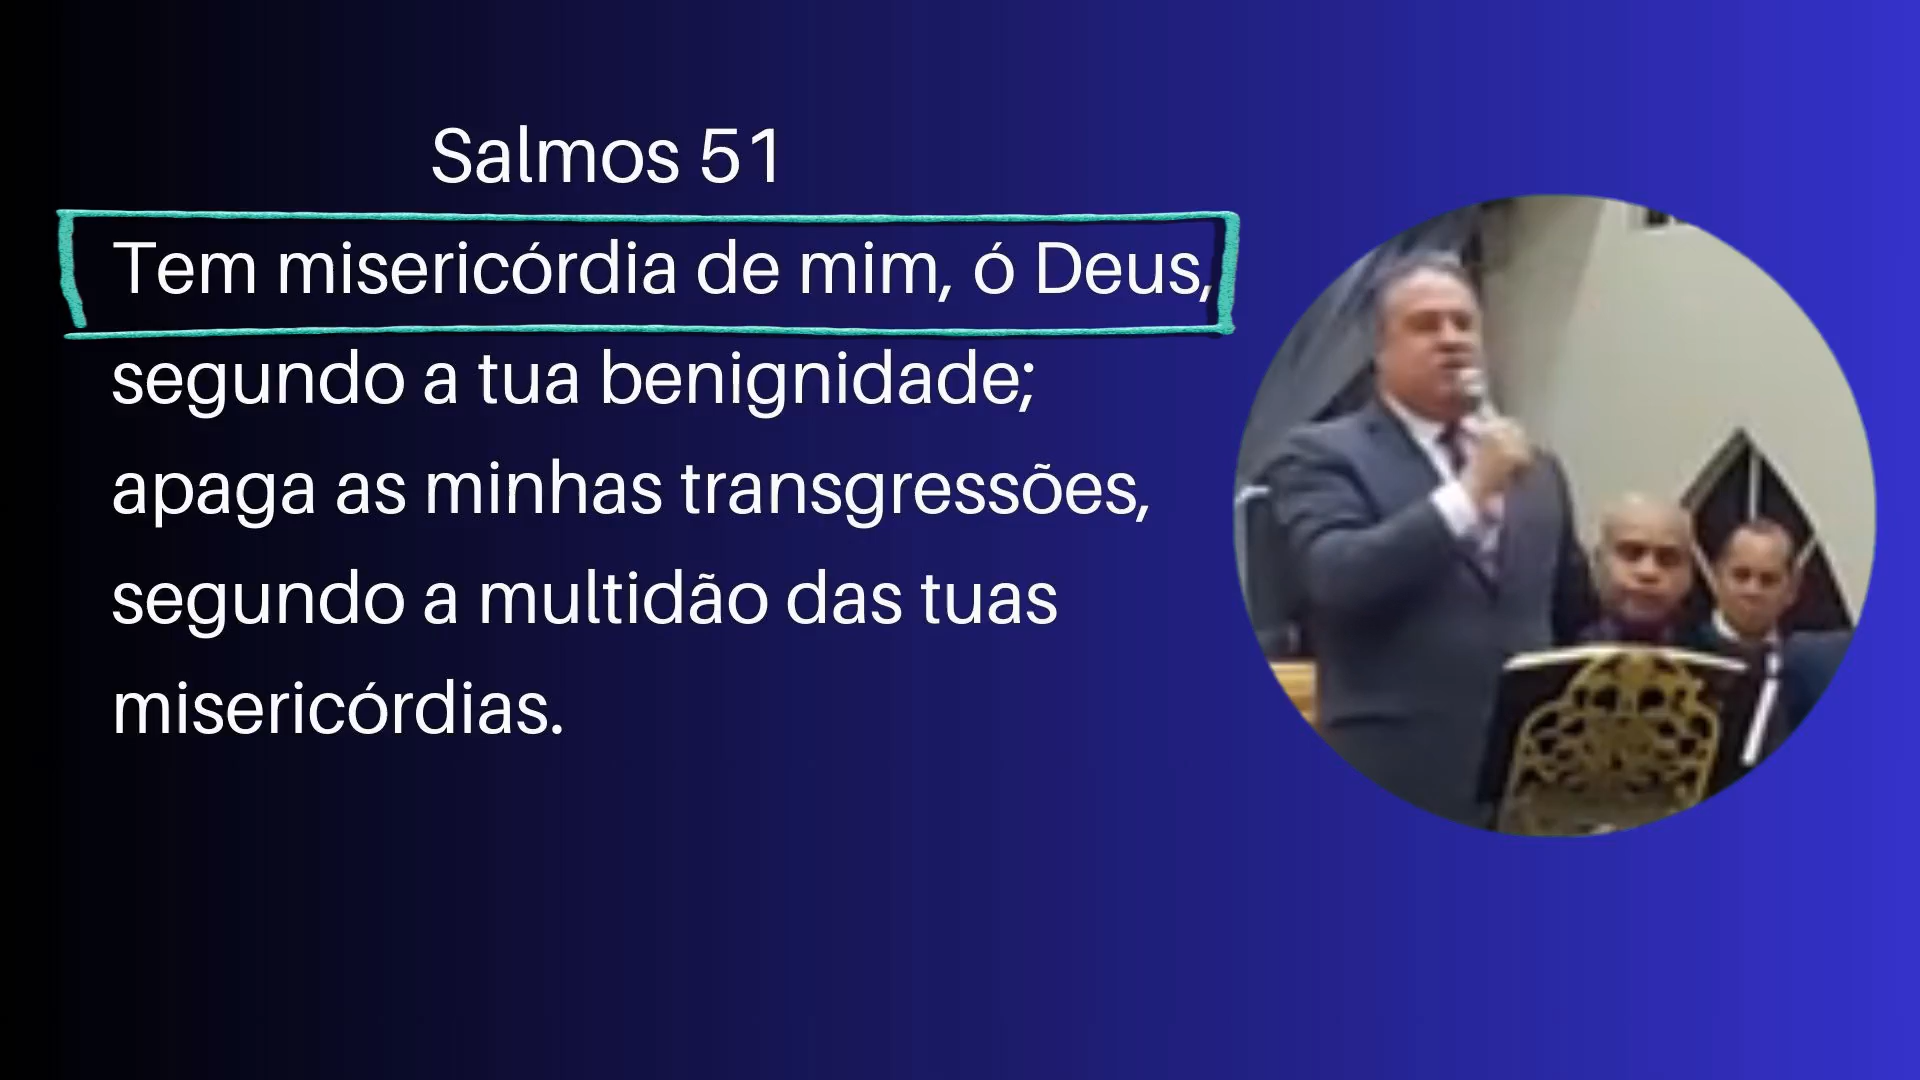 Salmos 51
Tem misericórdia de mim, ó Deus,
segundo a tua benignidade;
apaga as minhas transgressões,
segundo a multidão das tuas
misericórdias.